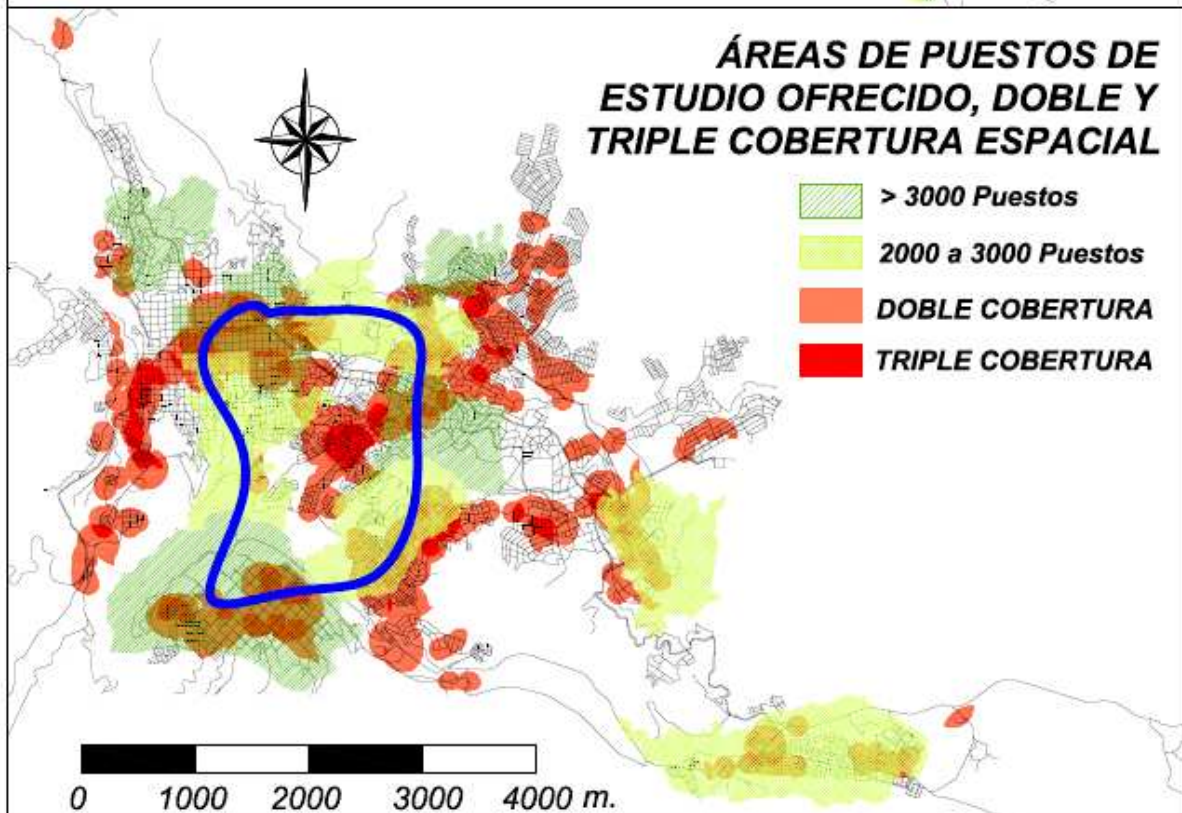 ÁREAS DE PUESTOS DE
ESTUDIO OFRECIDO, DOBLE Y
TRIPLE COBERTURA ESPACIAL
> 3000 Puestos
2000 a 3000 Puestos
DOBLE COBERTURA
TRIPLE COBERTURA
0 1000 2000 3000 4000 m.